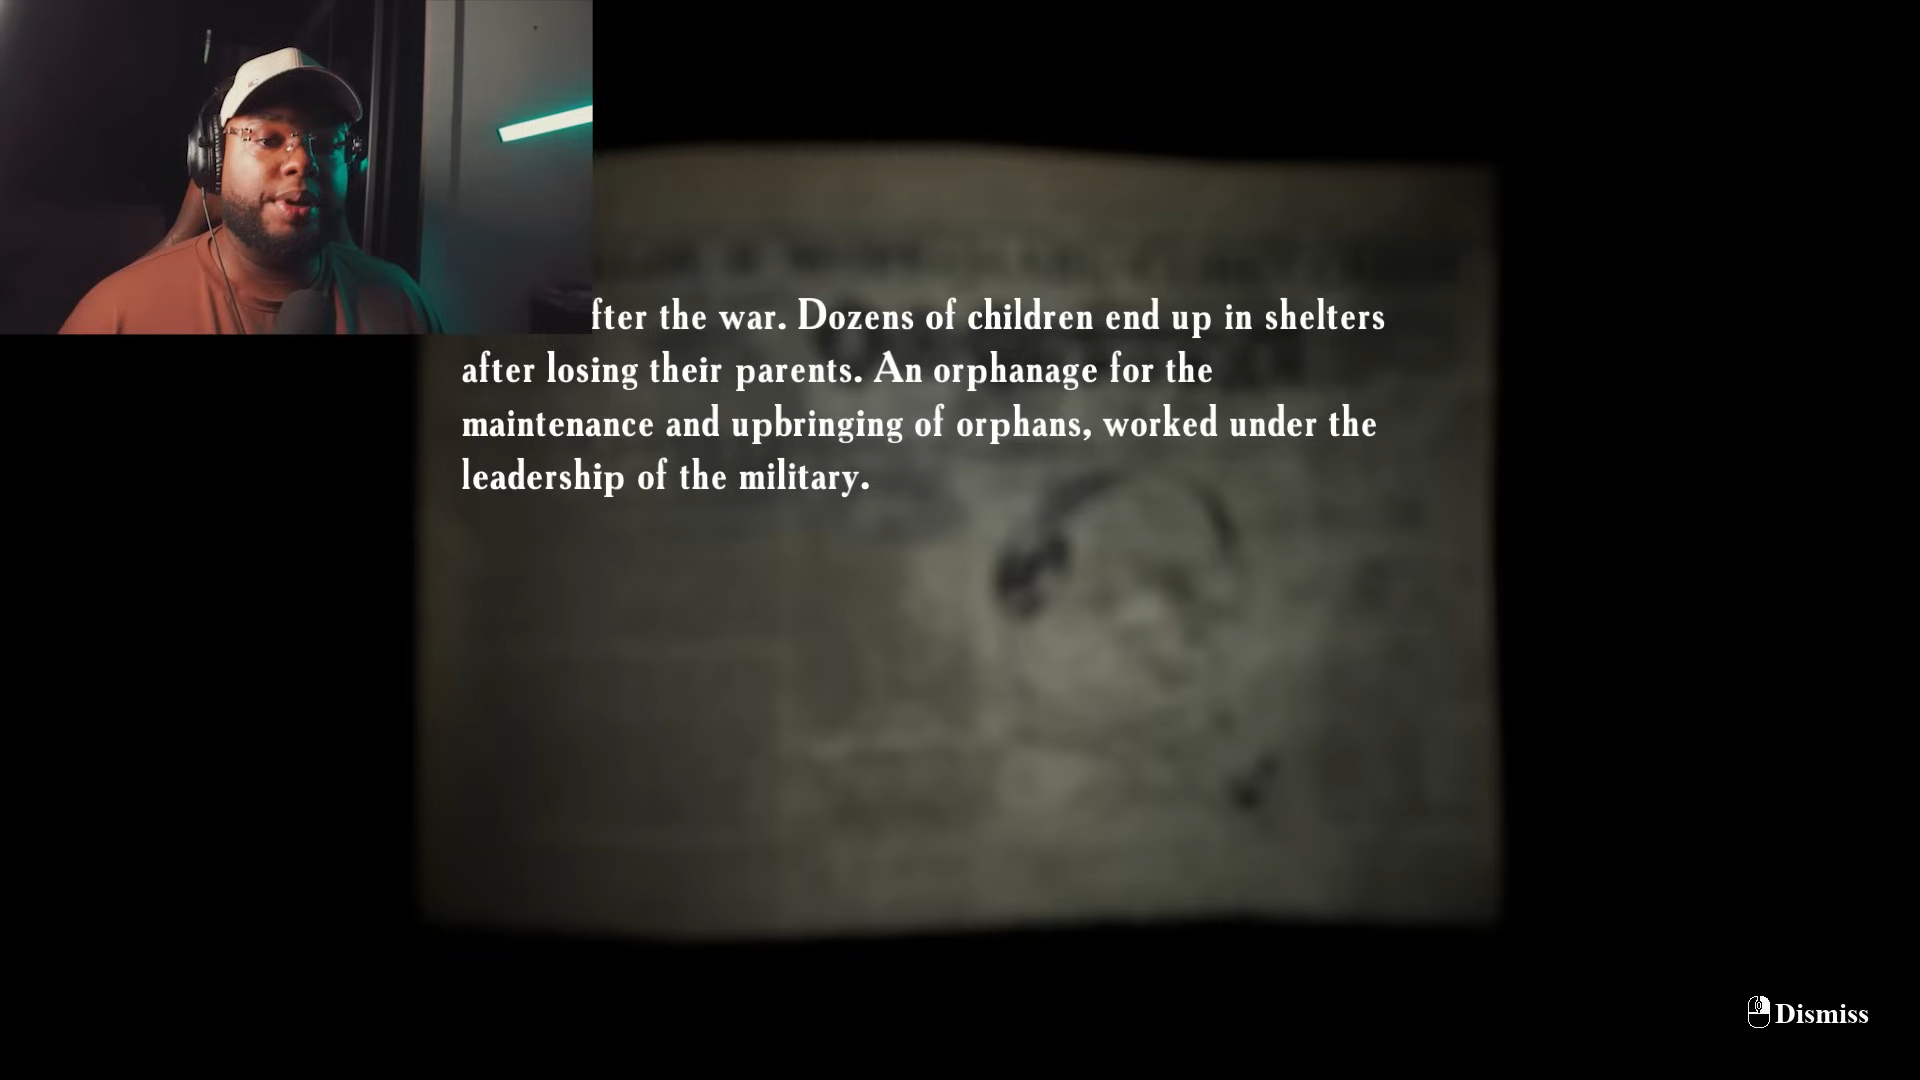 fter the war. Dozens of children end up in shelters
after losing their parents. An orphanage for the
maintenance and upbringing of orphans, worked under the
leadership of the military.
Dismiss